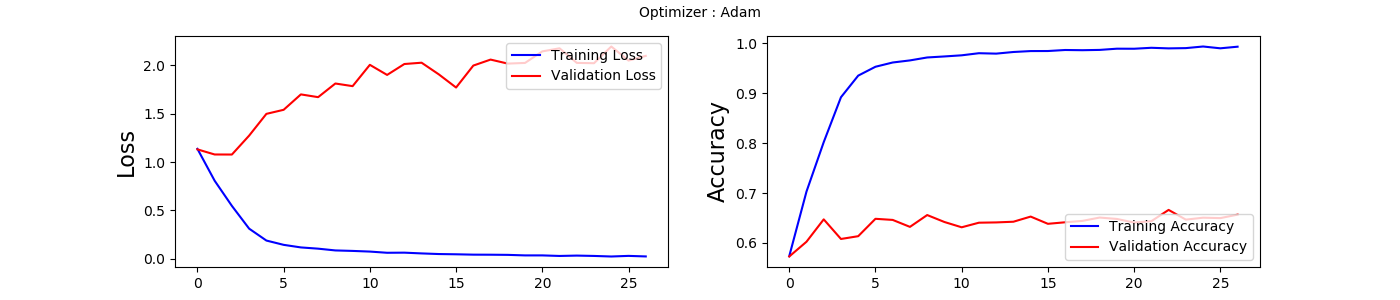 Optimizer : Adam
Loss
2.0
1.5
1.0
0.5
0.0
0 5 10 15 20 25
Training Loss
Validation Loss
Accuracy
1.0
0.9
0.8
0.7
0.6
0 5 10 15 20 25
Training Accuracy
Validation Accuracy